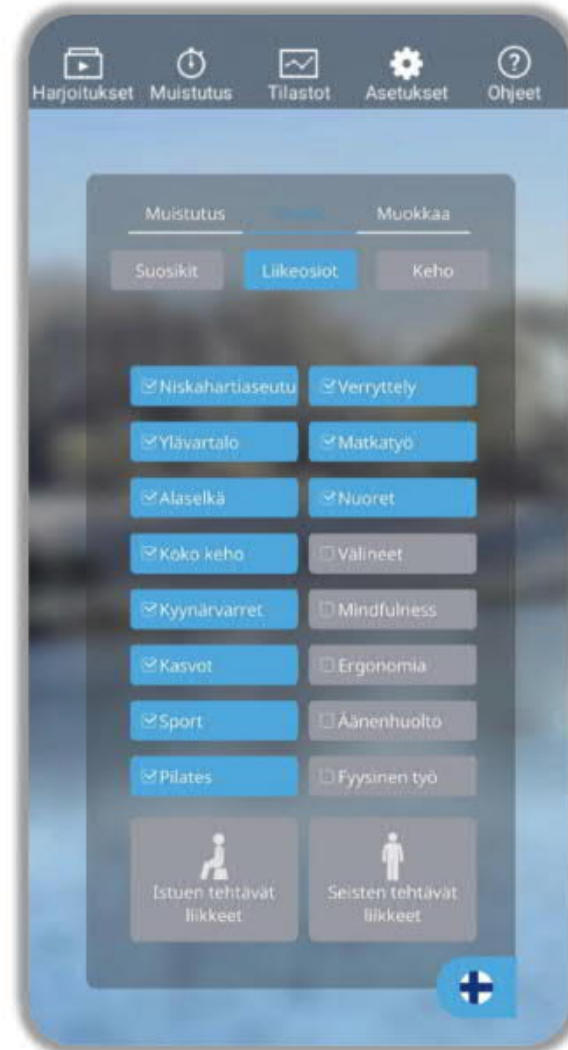 Harjoitukset Muistutus Tilastot Asetukset Ohjeet
Muistutus Muokkaa
Suosikit Liikeosiot Keho
Niskahartiaseutu Verryttely
Ylävartalo Matkatyö
Alaselkä Nuoret
Koko keho Välineet
Kyynärvarret Mindfulness
Kasvot Ergonomia
Sport Äänenhuolto
Pilates Fyysinen työ
Istuen tehtävät
liikkeet
Seisten tehtävät
liikkeet